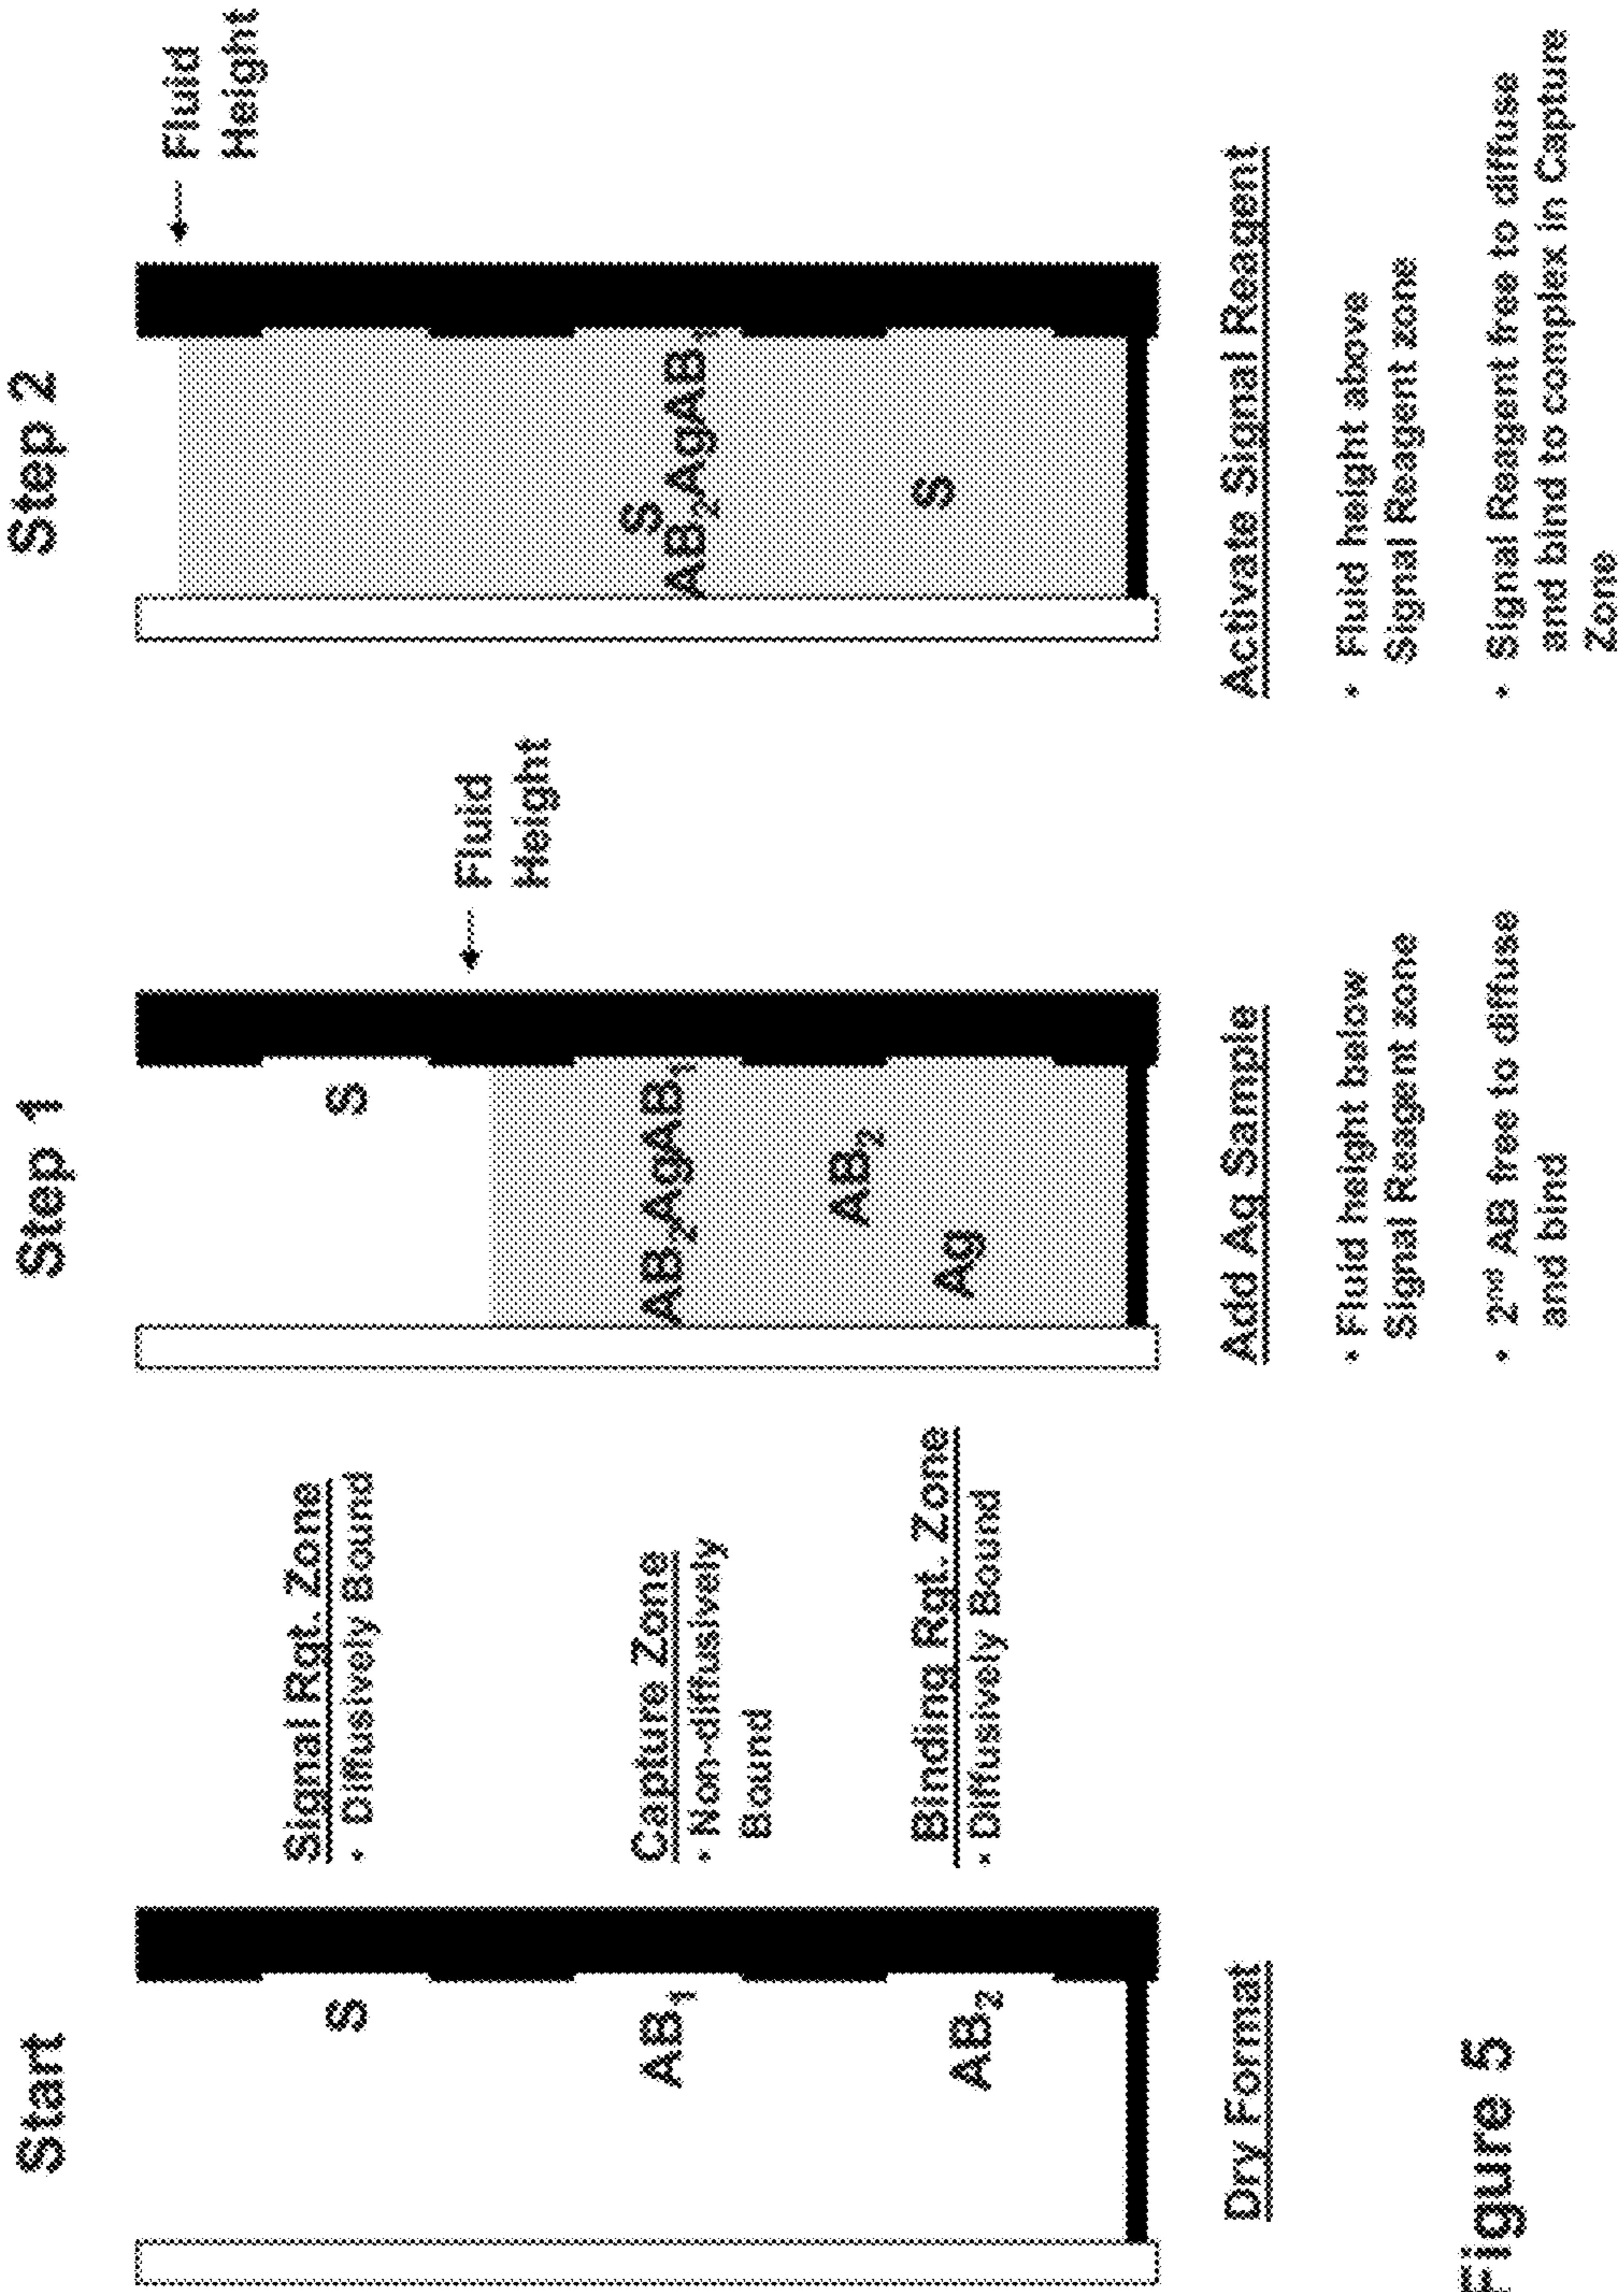 Start
S
AB₁
AB₂
Dry Format
Signal Rgt. Zone
• Diffusively Bound
Capture Zone
• Non-diffusively
Bound
Binding Rgt. Zone
• Diffusively Bound
Step 1
Fluid
Height
S
AB₂AgAB₁
AB₂
Ag
Add Ag Sample
• Fluid height below
Signal Reagent zone
• 2ⁿᵈ AB free to diffuse
and bind
Step 2
Fluid
Height
S
AB₂AgAB₁
S
Activate Signal Reagent
• Fluid height above
Signal Reagent zone
• Signal Reagent free to diffuse
and bind to complex in Capture
Zone
Figure 5